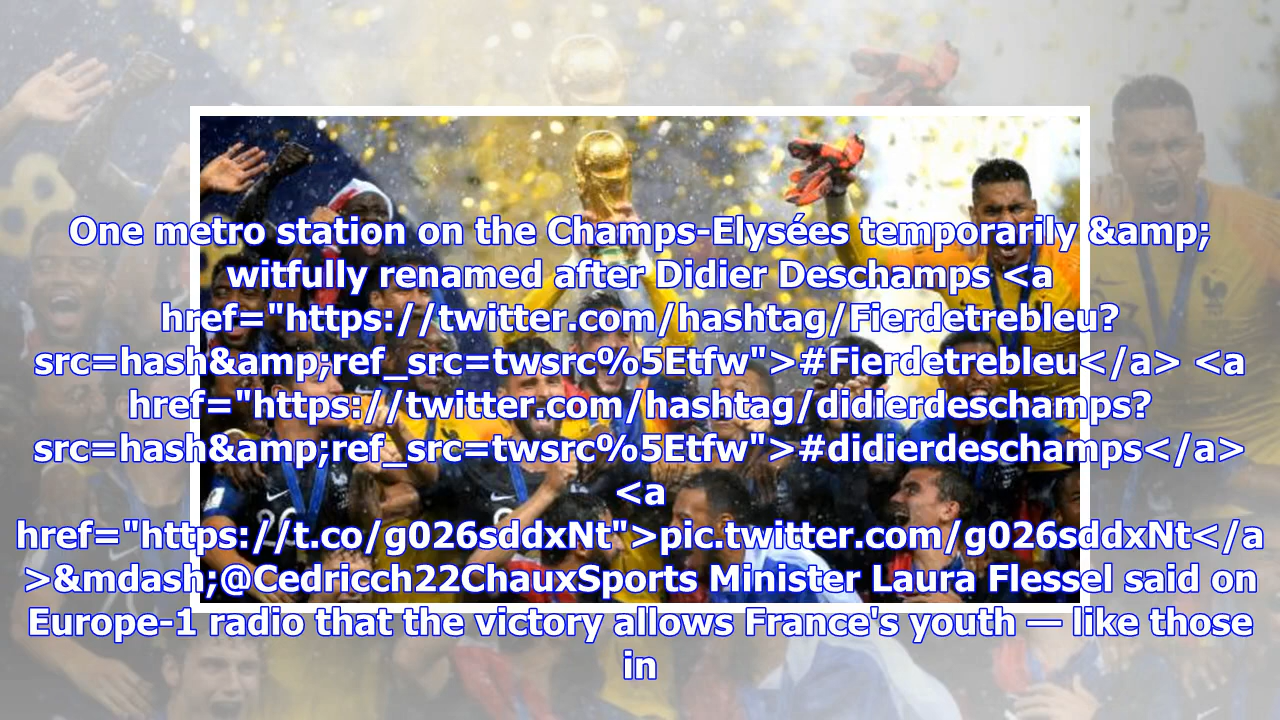 One metro station on the Champs-Elysées temporarily &amp;
witfully renamed after Didier Deschamps <a
href="https://twitter.com/hashtag/Fierdetrebleu?
src=hash&amp;ref_src=twsrc%5Etfw">#Fierdetrebleu</a> <a
href="https://twitter.com/hashtag/didierdeschamps?
src=hash&amp;ref_src=twsrc%5Etfw">#didierdeschamps</a>
<a
href="https://t.co/g026sddxNt">pic.twitter.com/g026sddxNt</a
>&mdash;@Cedricch22ChauxSports Minister Laura Flessel said on
Europe-1 radio that the victory allows France's youth — like those
in